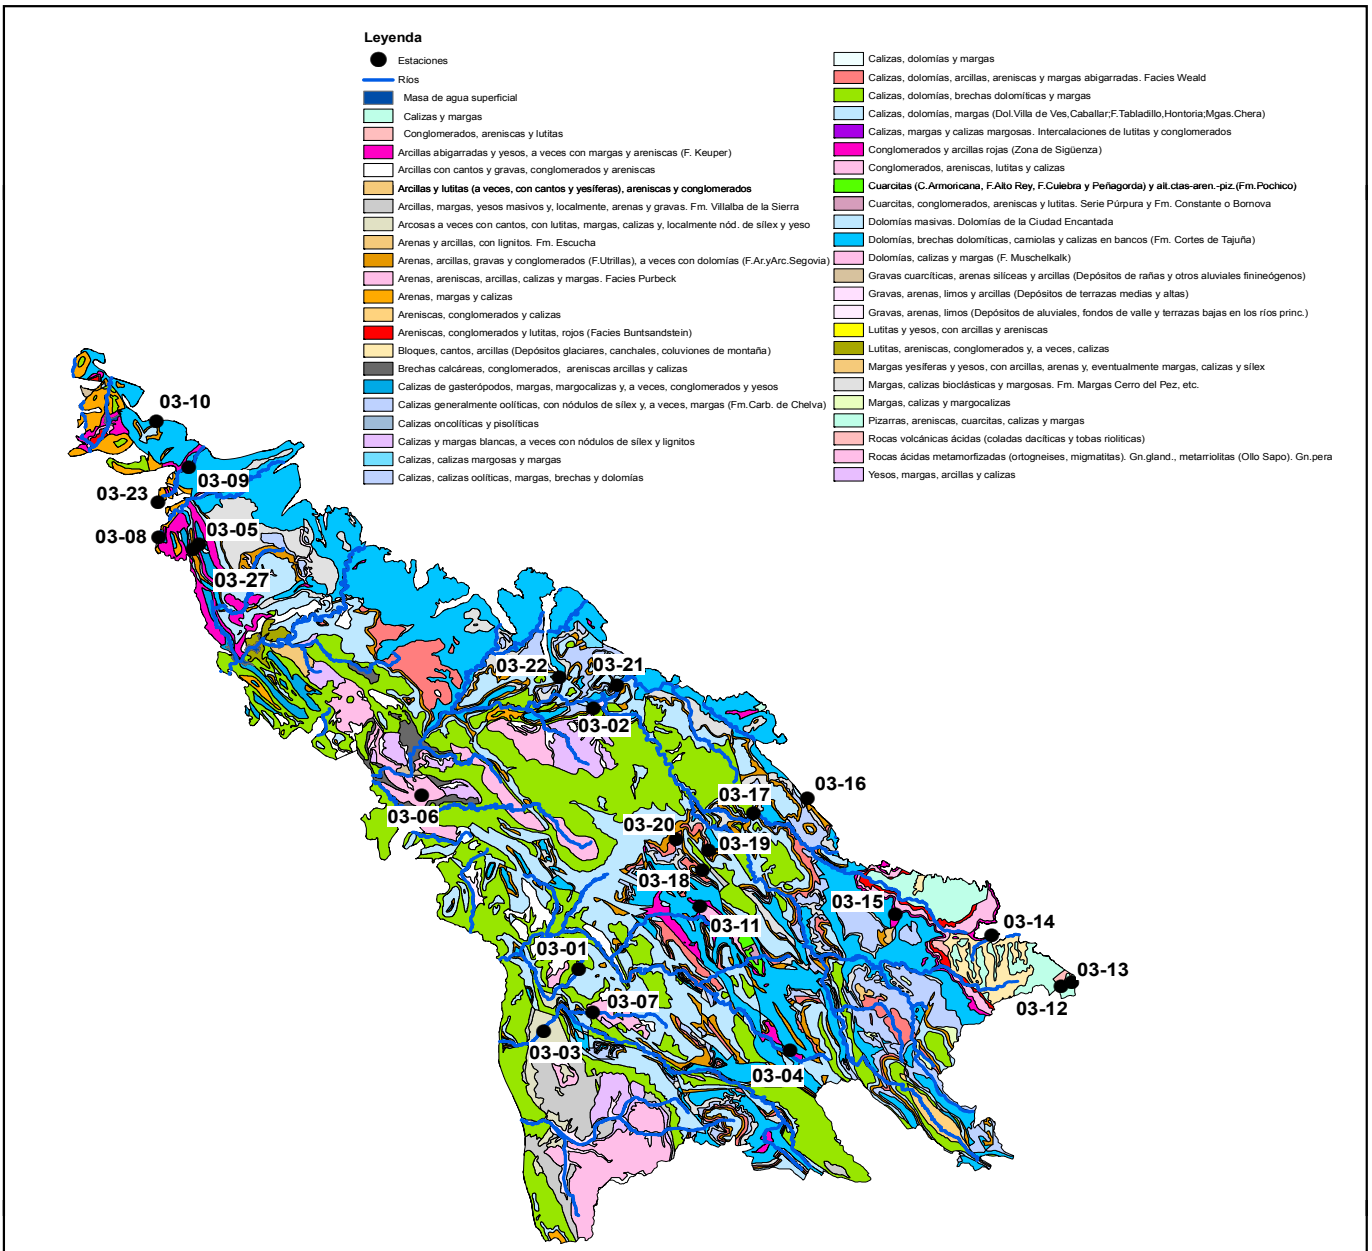 Leyenda
Estaciones
Ríos
Masa de agua superficial
Calizas y margas
Conglomerados, areniscas y lutitas
Arcillas abigarradas y yesos, a veces con margas y areniscas (F. Keuper)
Arcillas con cantos y gravas, conglomerados y areniscas
Arcillas y lutitas (a veces, con cantos y yesíferas), areniscas y conglomerados
Arcillas, margas, yesos masivos y, localmente, arenas y gravas. Fm. Villalba de la Sierra
Arcosas a veces con cantos, con lutitas, margas, calizas y, localmente nód. de sílex y yeso
Arenas y arcillas, con lignitos. Fm. Escucha
Arenas, arcillas, gravas y conglomerados (F.Utrillas), a veces con dolomías (F.Ar.yArc.Segovia)
Arenas, areniscas, arcillas, calizas y margas. Facies Purbeck
Arenas, margas y calizas
Areniscas, conglomerados y calizas
Areniscas, conglomerados y lutitas, rojos (Facies Buntsandstein)
Bloques, cantos, arcillas (Depósitos glaciares, canchales, coluviones de montaña)
Brechas calcáreas, conglomerados, areniscas arcillas y calizas
Calizas de gasterópodos, margas, margocalizas y, a veces, conglomerados y yesos
Calizas generalmente oolíticas, con nódulos de sílex y, a veces, margas (Fm.Carb. de Chelva)
Calizas oncolíticas y pisolíticas
Calizas y margas blancas, a veces con nódulos de sílex y lignitos
Calizas, calizas margosas y margas
Calizas, calizas oolíticas, margas, brechas y dolomías
Calizas, dolomías y margas
Calizas, dolomías, arcillas, areniscas y margas abigarradas. Facies Weald
Calizas, dolomías, brechas dolomíticas y margas
Calizas, dolomías, margas (Dol.Villa de Ves,Caballar;F.Tabladillo,Hontoria;Mgas.Chera)
Calizas, margas y calizas margosas. Intercalaciones de lutitas y conglomerados
Conglomerados y arcillas rojas (Zona de Sigüenza)
Conglomerados, areniscas, lutitas y calizas
Cuarcitas (C.Armoricana, F.Alto Rey, F.Culebra y Peñagorda) y alt.ctas-aren.-piz.(Fm.Pochico)
Cuarcitas, conglomerados, areniscas y lutitas. Serie Púrpura y Fm. Constante o Bornova
Dolomías masivas. Dolomías de la Ciudad Encantada
Dolomías, brechas dolomíticas, carniolas y calizas en bancos (Fm. Cortes de Tajuña)
Dolomías, calizas y margas (F. Muschelkalk)
Gravas cuarcíticas, arenas silíceas y arcillas (Depósitos de rañas y otros aluviales finineógenos)
Gravas, arenas, limos y arcillas (Depósitos de terrazas medias y altas)
Gravas, arenas, limos (Depósitos de aluviales, fondos de valle y terrazas bajas en los ríos princ.)
Lutitas y yesos, con arcillas y areniscas
Lutitas, areniscas, conglomerados y, a veces, calizas
Margas yesíferas y yesos, con arcillas, arenas y, eventualmente margas, calizas y sílex
Margas, calizas bioclásticas y margosas. Fm. Margas Cerro del Pez, etc.
Margas, calizas y margocalizas
Pizarras, areniscas, cuarcitas, calizas y margas
Rocas volcánicas ácidas (coladas dacíticas y tobas riolíticas)
Rocas ácidas metamorfizadas (ortogneises, migmatitas). Gn.gland., metarriolitas (Ollo Sapo). Gn.pera
Yesos, margas, arcillas y calizas
03-10
03-09
03-23
03-08
03-05
03-27
03-22
03-21
03-02
03-06
03-16
03-17
03-20
03-19
03-18
03-11
03-15
03-14
03-13
03-12
03-01
03-07
03-03
03-04